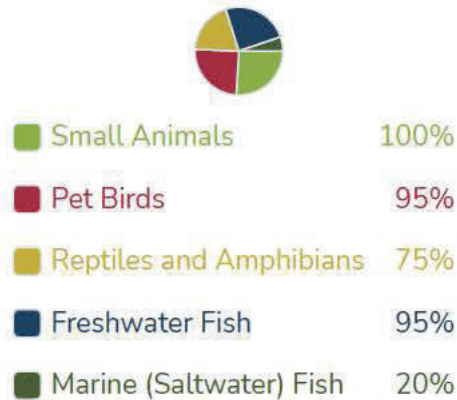 Small Animals 100%
Pet Birds 95%
Reptiles and Amphibians 75%
Freshwater Fish 95%
Marine (Saltwater) Fish 20%